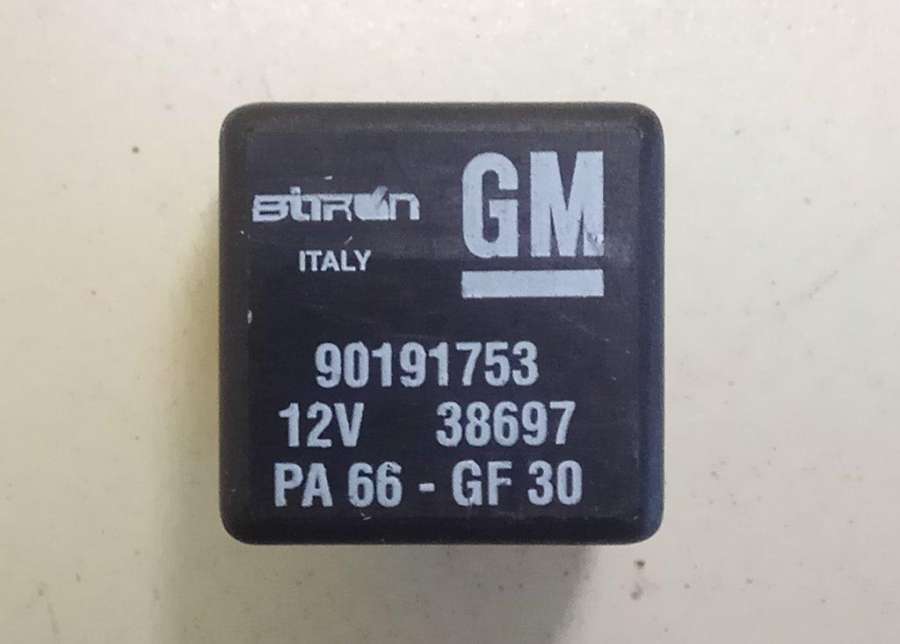 BITRON GM
ITALY
90191753
12V 38697
PA 66 - GF 30